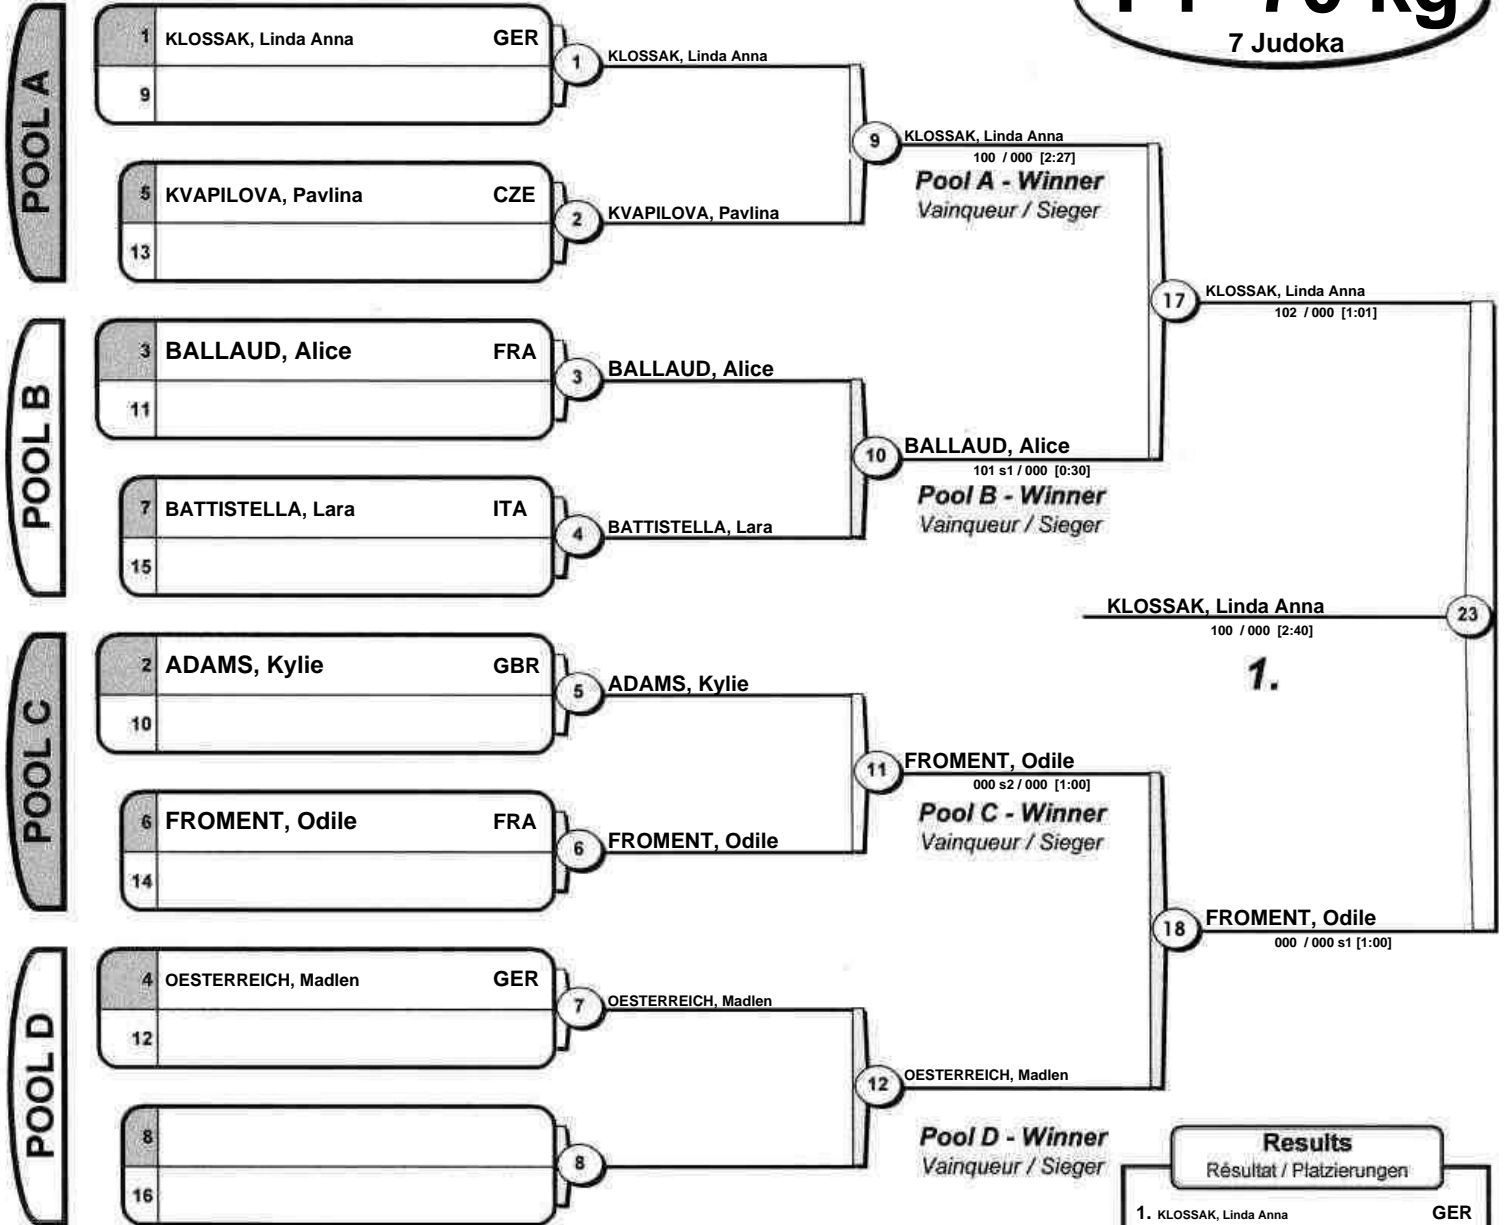 7 Judoka
POOL A
1 KLOSSAK, Linda Anna GER
9
1 KLOSSAK, Linda Anna
5 KVAPILOVA, Pavlina CZE
13
2 KVAPILOVA, Pavlina
9 KLOSSAK, Linda Anna
100 / 000 [2:27]
Pool A - Winner
Vainqueur / Sieger
POOL B
3 BALLAUD, Alice FRA
11
3 BALLAUD, Alice
7 BATTISTELLA, Lara ITA
15
4 BATTISTELLA, Lara
10 BALLAUD, Alice
101 s1 / 000 [0:30]
Pool B - Winner
Vainqueur / Sieger
17 KLOSSAK, Linda Anna
102 / 000 [1:01]
KLOSSAK, Linda Anna 23
100 / 000 [2:40]
1.
POOL C
2 ADAMS, Kylie GBR
10
5 ADAMS, Kylie
6 FROMENT, Odile FRA
14
6 FROMENT, Odile
11 FROMENT, Odile
000 s2 / 000 [1:00]
Pool C - Winner
Vainqueur / Sieger
18 FROMENT, Odile
000 / 000 s1 [1:00]
POOL D
4 OESTERREICH, Madlen GER
12
7 OESTERREICH, Madlen
8
16
8
12 OESTERREICH, Madlen
Pool D - Winner
Vainqueur / Sieger
Results
Résultat / Platzierungen
1. KLOSSAK, Linda Anna GER